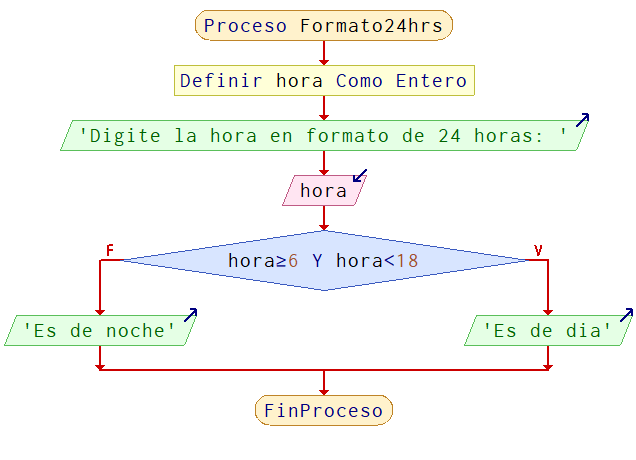 Proceso Formato24hrs
Definir hora Como Entero
'Digite la hora en formato de 24 horas: '
hora
F
V
hora≥6 Y hora<18
'Es de noche'
'Es de dia'
FinProceso